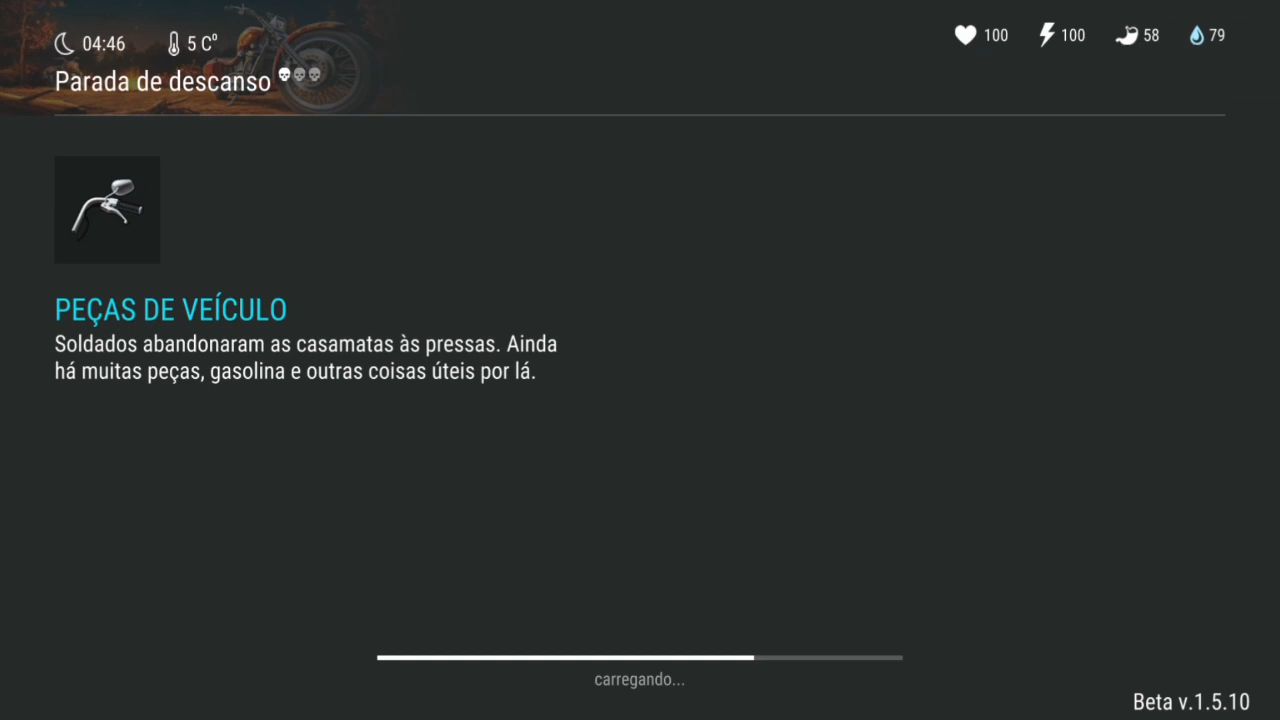 04:46 5 Cº
100 100 58 79
Parada de descanso
PEÇAS DE VEÍCULO
Soldados abandonaram as casamatas às pressas. Ainda
há muitas peças, gasolina e outras coisas úteis por lá.
carregando...
Beta v.1.5.10